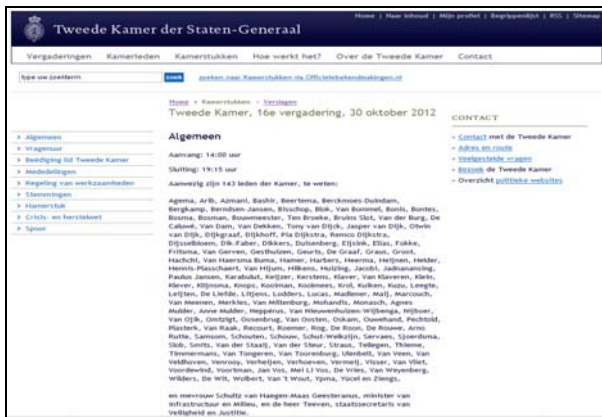 Home | Naar inhoud | Mijn profiel | Begrippenlijst | RSS | Sitemap
Tweede Kamer der Staten-Generaal
Vergaderingen Kamerleden Kamerstukken Hoe werkt het? Over de Tweede Kamer Contact
type uw zoekterm zoek zoeken naar Kamerstukken via Officielebekendmakingen.nl
Home > Kamerstukken > Verslagen
Tweede Kamer, 16e vergadering, 30 oktober 2012
Algemeen
Vragenuur
Beëdiging lid Tweede Kamer
Mededelingen
Regeling van werkzaamheden
Stemmingen
Hamerstuk
Crisis- en herstelwet
Spoor
Algemeen
Aanvang: 14:00 uur
Sluiting: 19:15 uur
Aanwezig zijn 143 leden der Kamer, te weten:
Agema, Arib, Azmani, Bashir, Beertema, Berckmoes-Duindam,
Bergkamp, Berndsen-Jansen, Bisschop, Blok, Van Bommel, Bonis, Bontes,
Bosma, Bosman, Bouwmeester, Ten Broeke, Bruins Slot, Van der Burg, De
Caluwé, Van Dam, Van Dekken, Tony van Dijck, Jasper van Dijk, Otwin
van Dijk, Dijkgraaf, Dijkhoff, Pia Dijkstra, Remco Dijkstra,
Dijsselbloem, Dik-Faber, Dikkers, Duisenberg, Eijsink, Elias, Fokke,
Fritsma, Van Gerven, Gesthuizen, Geurts, De Graaf, Graus, Groot,
Hachchi, Van Haersma Buma, Hamer, Harbers, Heerma, Heijnen, Helder,
Hennis-Plasschaert, Van Hijum, Hilkens, Huizing, Jacobi, Jadnanansing,
Paulus Jansen, Karabulut, Keijzer, Kerstens, Klaver, Van Klaveren, Klein,
Klever, Klijnsma, Knops, Koolman, Koolmees, Krol, Kuiken, Kuzu, Leegte,
Leijten, De Liefde, Litjens, Lodders, Lucas, Madlener, Maij, Marcouch,
Van Meenen, Merkies, Van Miltenburg, Mohandis, Monasch, Agnes
Mulder, Anne Mulder, Neppérus, Van Nieuwenhuizen-Wijbenga, Nijboer,
Van Ojik, Omtzigt, Oosenbrug, Van Oosten, Oskam, Ouwehand, Pechtold,
Plasterk, Van Raak, Recourt, Roemer, Rog, De Roon, De Rouwe, Arno
Rutte, Samsom, Schouten, Schouw, Schut-Welkzijn, Servaes, Sjoerdsma,
Slob, Smits, Van der Staaij, Van der Steur, Straus, Tellegen, Thieme,
Timmermans, Van Tongeren, Van Toorenburg, Ulenbelt, Van Veen, Van
Veldhoven, Venrooy, Verheijen, Verhoeven, Vermeij, Visser, Van Vliet,
Voordewind, Voortman, Jan Vos, Mei Li Vos, De Vries, Van Weyenberg,
Wilders, De Wit, Wolbert, Van 't Wout, Ypma, Yücel en Ziengs,
en mevrouw Schultz van Haegen-Maas Geesteranus, minister van
Infrastructuur en Milieu, en de heer Teeven, staatssecretaris van
Veiligheid en Justitie.
CONTACT
Contact met de Tweede Kamer
Adres en route
Veelgestelde vragen
Bezoek de Tweede Kamer
Overzicht politieke websites